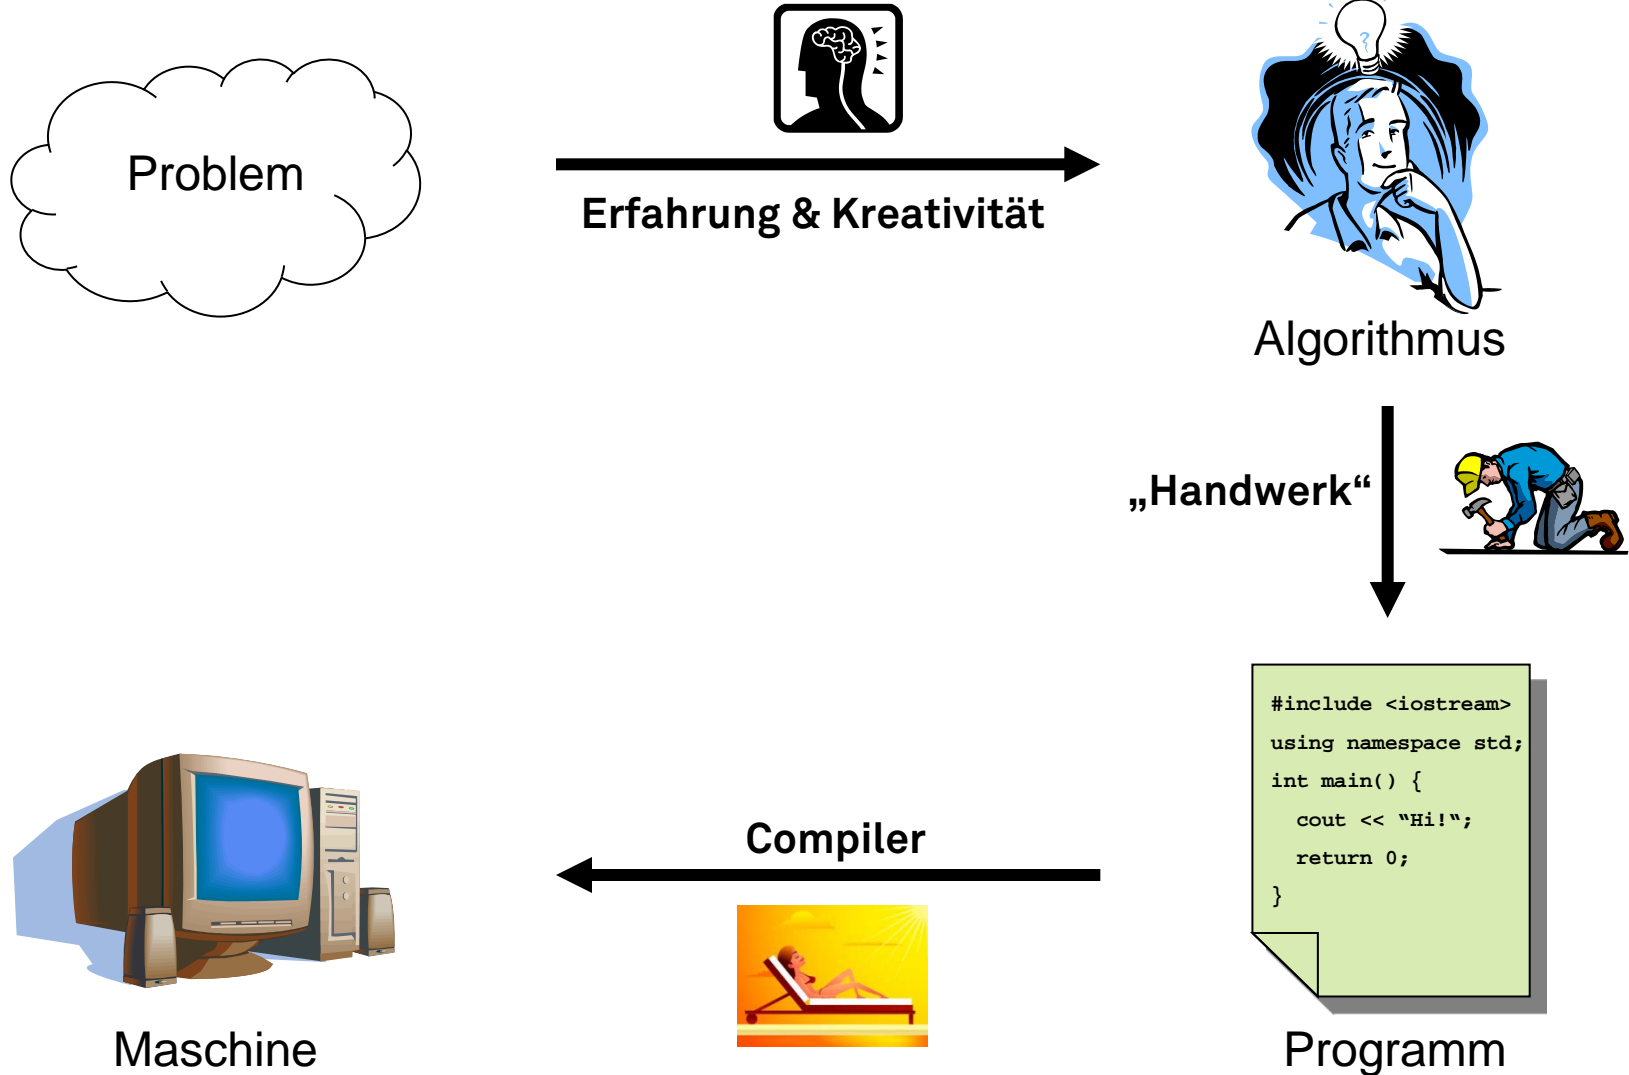 Problem
Erfahrung & Kreativität
?
Algorithmus
„Handwerk“
#include <iostream>
using namespace std;
int main() {
cout << “Hi!“;
return 0;
}
Compiler
Maschine
Programm